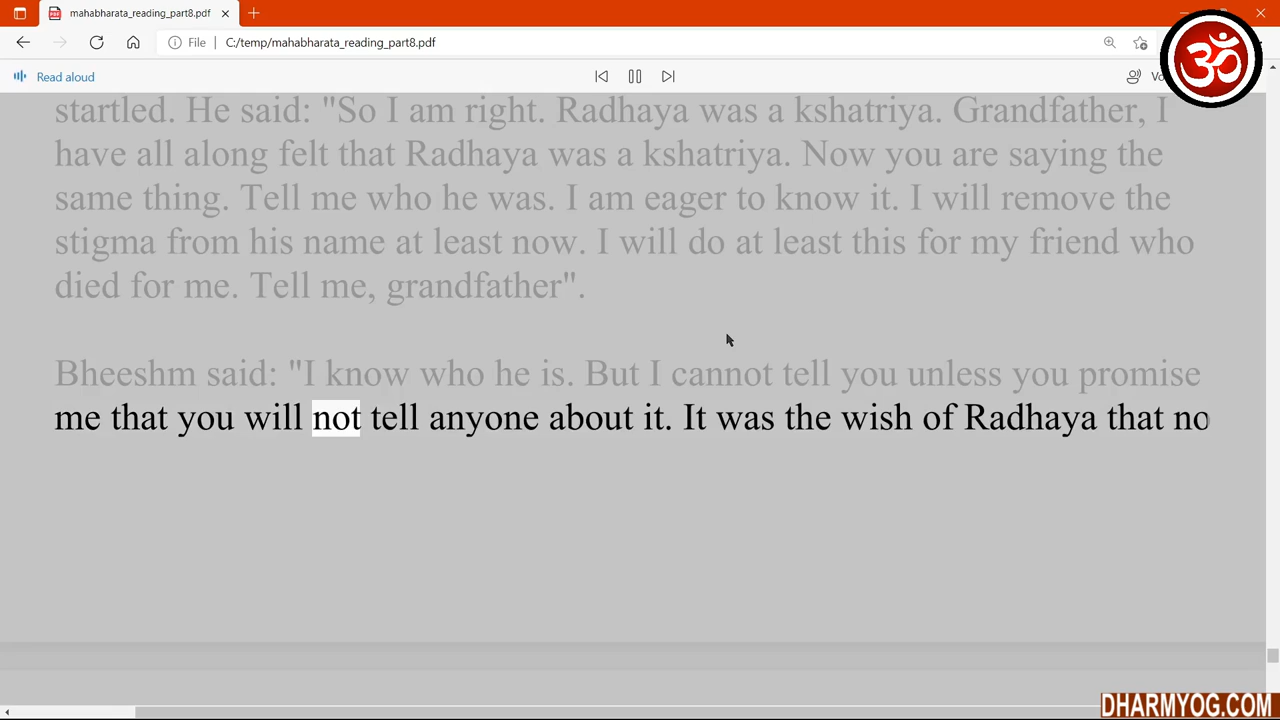 mahabharata_reading_part8.pdf
File C:/temp/mahabharata_reading_part8.pdf
Read aloud
startled. He said: "So I am right. Radhaya was a kshatriya. Grandfather, I
have all along felt that Radhaya was a kshatriya. Now you are saying the
same thing. Tell me who he was. I am eager to know it. I will remove the
stigma from his name at least now. I will do at least this for my friend who
died for me. Tell me, grandfather".
Bheeshm said: "I know who he is. But I cannot tell you unless you promise
me that you will not tell anyone about it. It was the wish of Radhaya that no
ॐ
DHARMYOG.COM